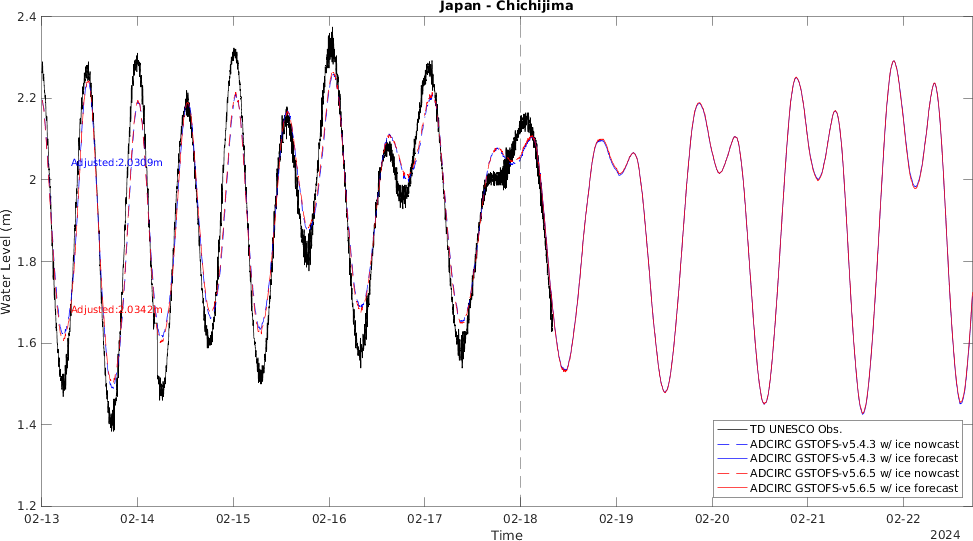 Japan - Chichijima
2.4
2.2
2
1.8
1.6
1.4
1.2
Water Level (m)
Adjusted:2.0309m
Adjusted:2.0342m
TD UNESCO Obs.
ADCIRC GSTOFS-v5.4.3 w/ ice nowcast
ADCIRC GSTOFS-v5.4.3 w/ ice forecast
ADCIRC GSTOFS-v5.6.5 w/ ice nowcast
ADCIRC GSTOFS-v5.6.5 w/ ice forecast
02-13 02-14 02-15 02-16 02-17 02-18 02-19 02-20 02-21 02-22
Time
2024